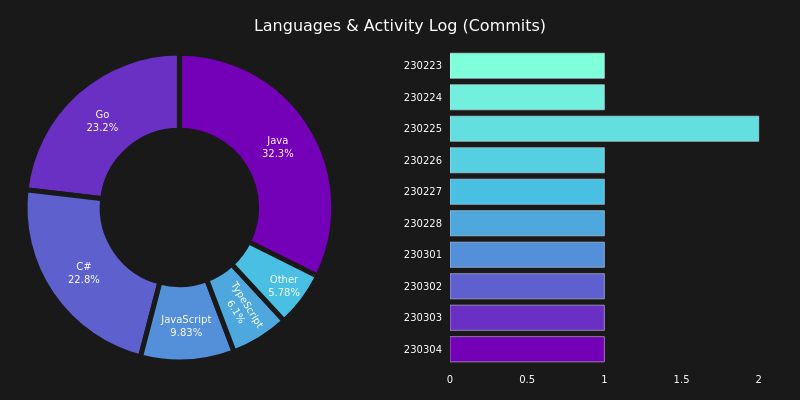 Languages & Activity Log (Commits)
Java
32.3%
Go
23.2%
C#
22.8%
JavaScript
9.83%
TypeScript
6.1%
Other
5.78%
230223
230224
230225
230226
230227
230228
230301
230302
230303
230304
0 0.5 1 1.5 2